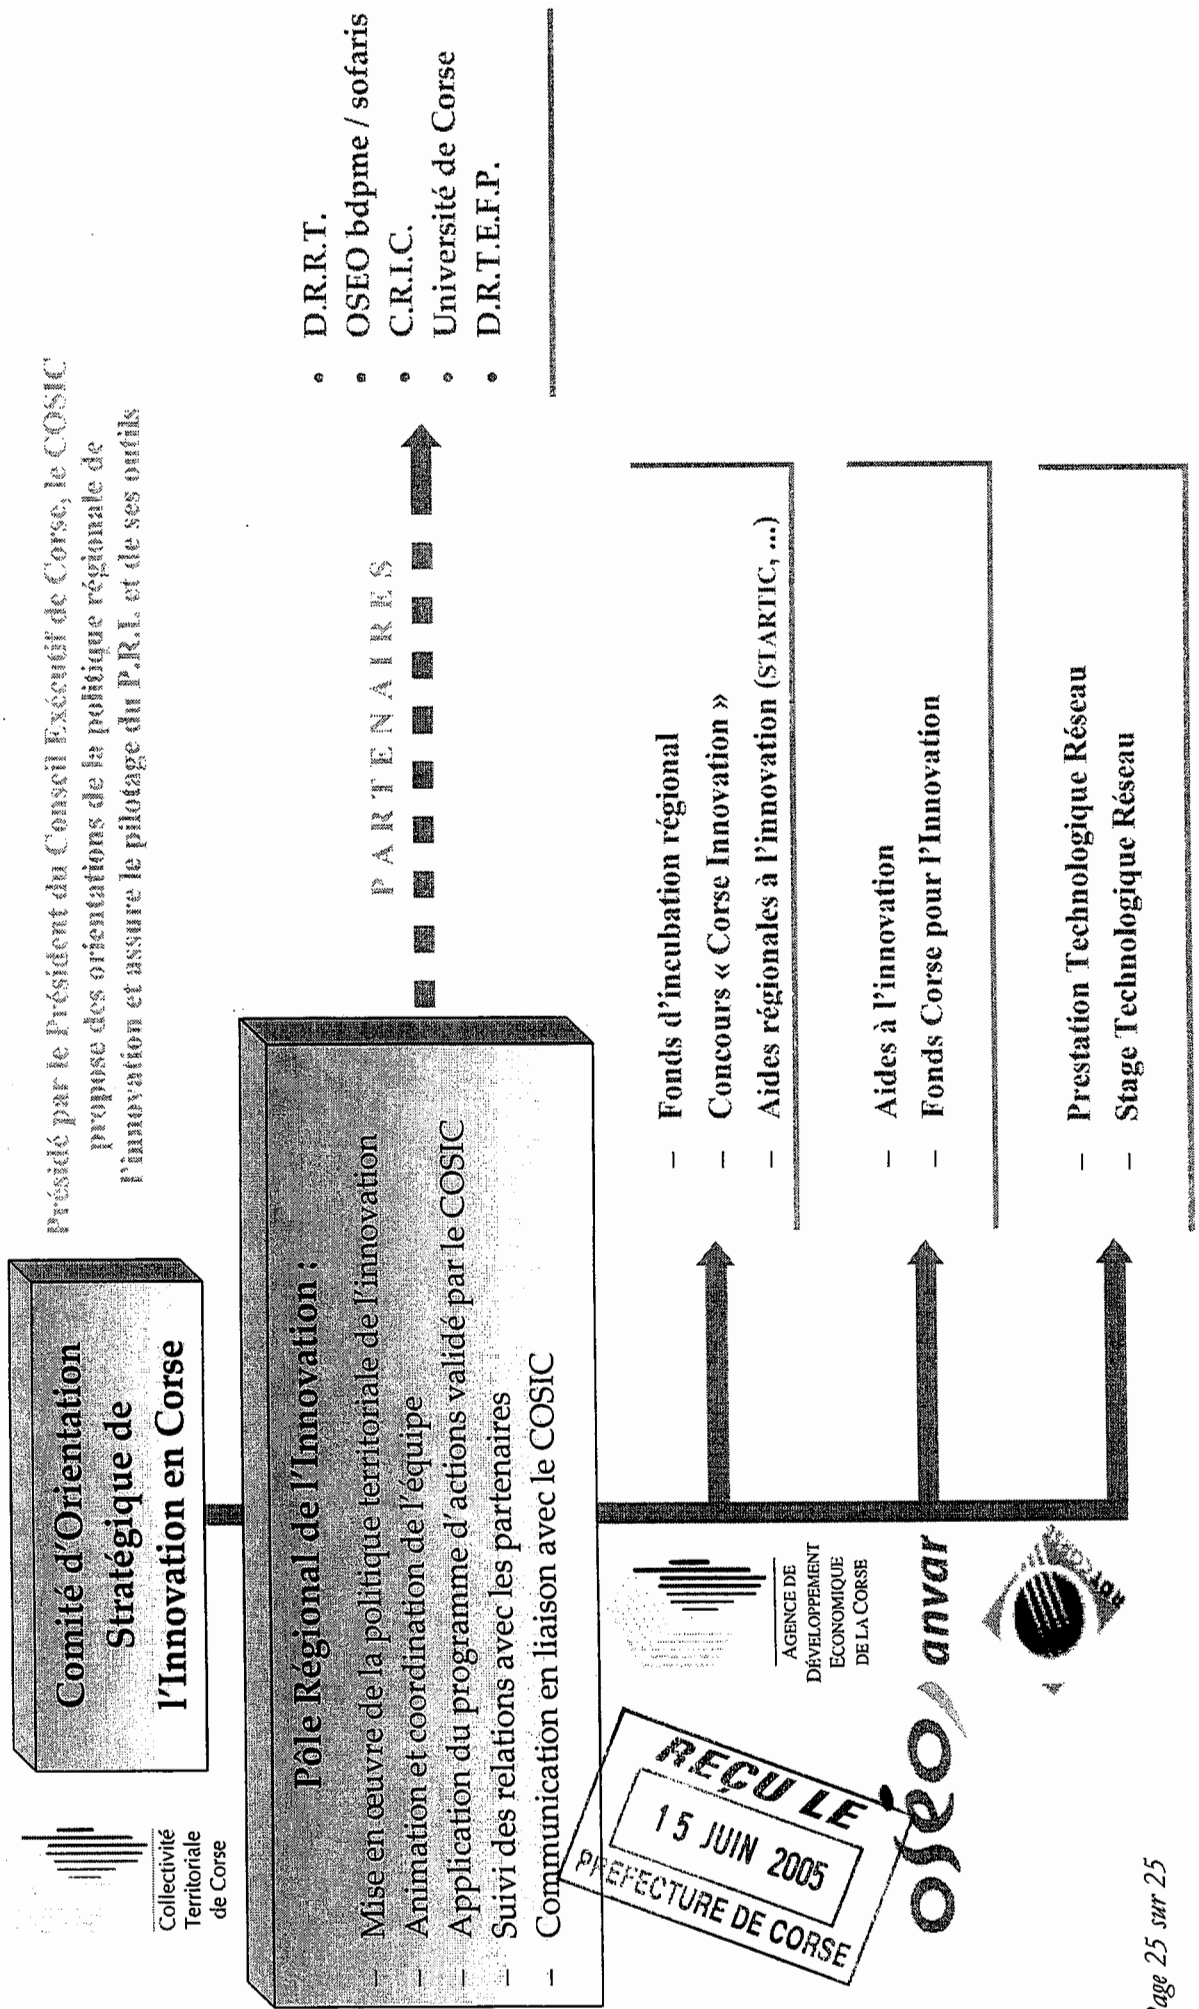 Collectivité
Territoriale
de Corse
Comité d'Orientation
Stratégique de
l'Innovation en Corse
Présidé par le Président du Conseil Exécutif de Corse, le COSIC
propose des orientations de la politique régionale de
l'innovation et assure le pilotage du P.R.I. et de ses outils
Pôle Régional de l'Innovation :
– Mise en œuvre de la politique territoriale de l'innovation
– Animation et coordination de l'équipe
– Application du programme d'actions validé par le COSIC
– Suivi des relations avec les partenaires
– Communication en liaison avec le COSIC
PARTENAIRES
• D.R.R.T.
• OSEO bdpme / sofaris
• C.R.I.C.
• Université de Corse
• D.R.T.E.F.P.
REÇU LE
15 JUIN 2005
PREFECTURE DE CORSE
AGENCE DE
DÉVELOPPEMENT
ECONOMIQUE
DE LA CORSE
– Fonds d'incubation régional
– Concours « Corse Innovation »
– Aides régionales à l'innovation (STARTIC, ...)
oséo anvar
– Aides à l'innovation
– Fonds Corse pour l'Innovation
– Prestation Technologique Réseau
– Stage Technologique Réseau
Page 25 sur 25